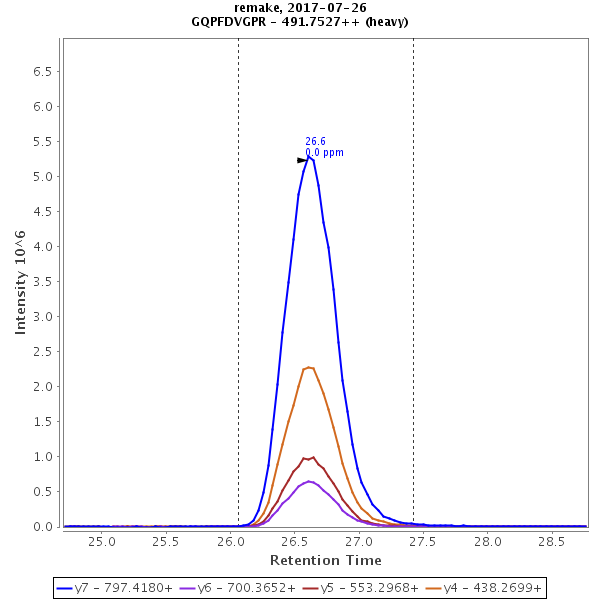 remake, 2017-07-26
GQPFDVGPR - 491.7527++ (heavy)
6.5
6.0
5.5
5.0
4.5
4.0
3.5
3.0
2.5
2.0
1.5
1.0
0.5
0.0
Intensity 10^6
26.6
0.0 ppm
25.0 25.5 26.0 26.5 27.0 27.5 28.0 28.5
Retention Time
y7 - 797.4180+ y6 - 700.3652+ y5 - 553.2968+ y4 - 438.2699+